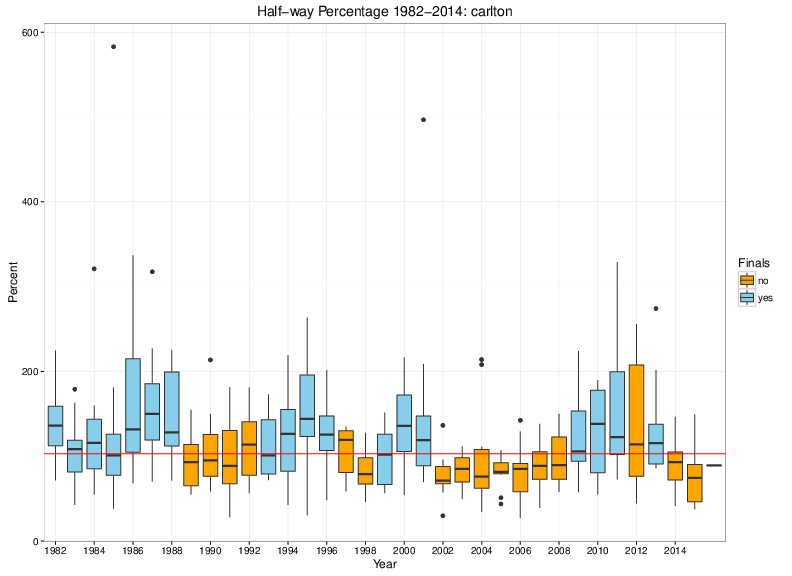 Half−way Percentage 1982−2014: carlton
600
400
200
0
Percent
1982 1984 1986 1988 1990 1992 1994 1996 1998 2000 2002 2004 2006 2008 2010 2012 2014
Year
Finals
no
yes